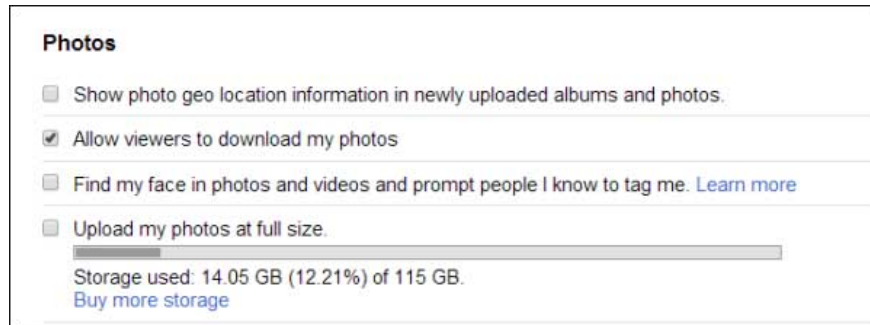 Photos
Show photo geo location information in newly uploaded albums and photos.
Allow viewers to download my photos
Find my face in photos and videos and prompt people I know to tag me. Learn more
Upload my photos at full size.
Storage used: 14.05 GB (12.21%) of 115 GB.
Buy more storage